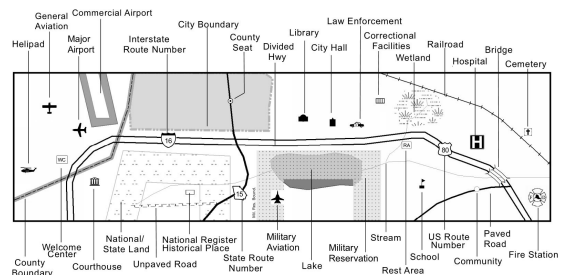 General
Aviation
Commercial Airport
Helipad
Major
Airport
Interstate
Route Number
City Boundary
County
Seat
Divided
Hwy
Library
City Hall
Law Enforcement
Correctional
Facilities
Wetland
Railroad
Hospital
Bridge
Cemetery
16
WC
15
RA
80
H
County
Boundary
Welcome
Center
Courthouse
National/
State Land
Unpaved Road
National Register
Historical Place
State Route
Number
Military
Aviation
Lake
Military
Reservation
Stream
Rest Area
School
US Route
Number
Community
Paved
Road
Fire Station